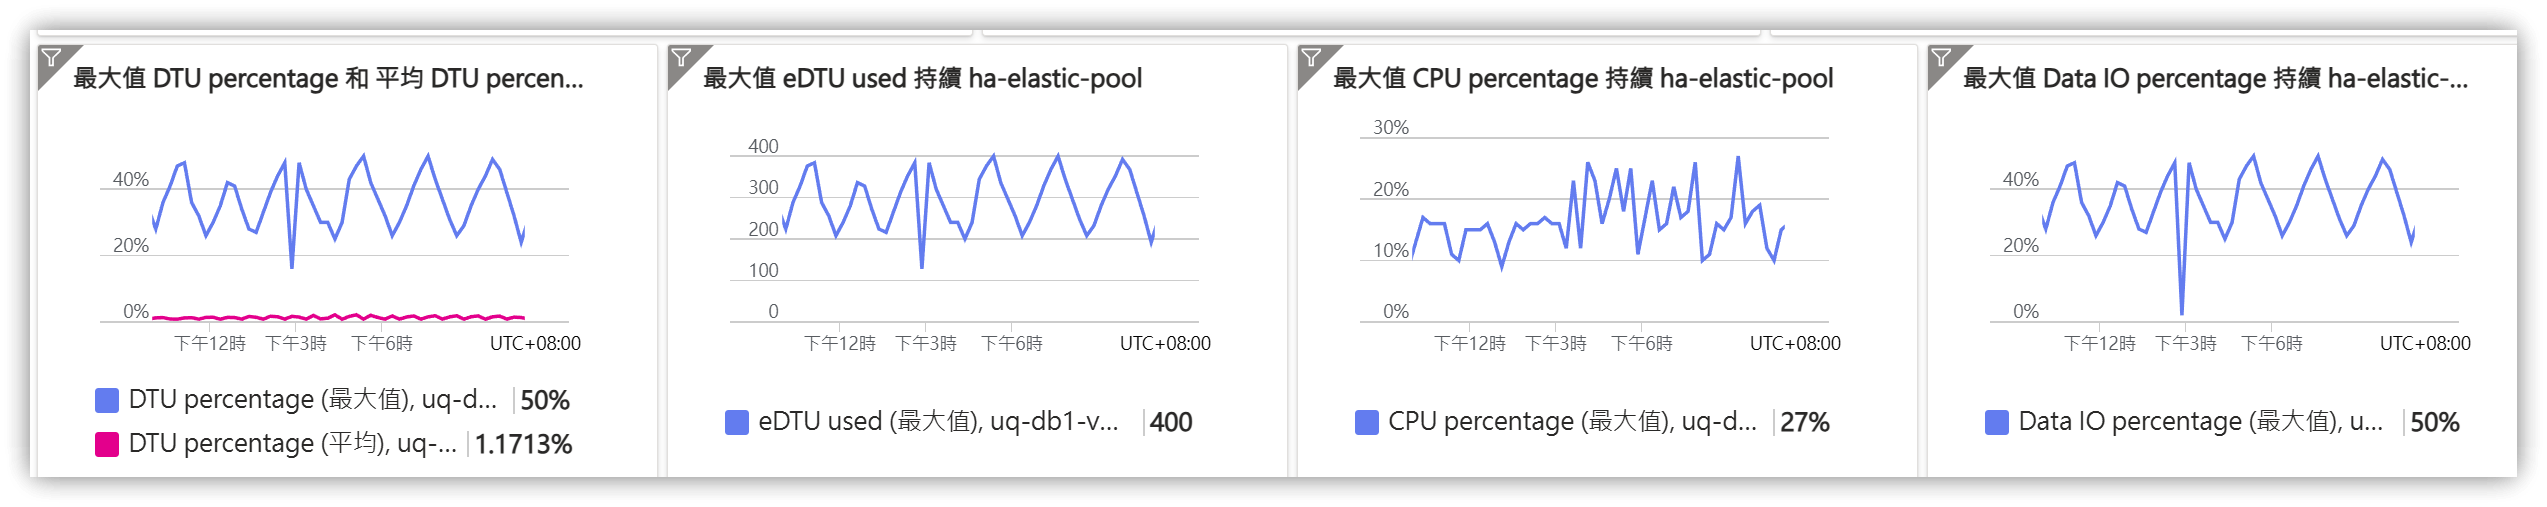 最大值 DTU percentage 和 平均 DTU percen...
40%
20%
0%
下午12時 下午3時 下午6時 UTC+08:00
DTU percentage (最大值), uq-d... 50%
DTU percentage (平均), uq-... 1.1713%
最大值 eDTU used 持續 ha-elastic-pool
400
300
200
100
0
下午12時 下午3時 下午6時 UTC+08:00
eDTU used (最大值), uq-db1-v... 400
最大值 CPU percentage 持續 ha-elastic-pool
30%
20%
10%
0%
下午12時 下午3時 下午6時 UTC+08:00
CPU percentage (最大值), uq-d... 27%
最大值 Data IO percentage 持續 ha-elastic-...
40%
20%
0%
下午12時 下午3時 下午6時 UTC+08:00
Data IO percentage (最大值), u... 50%